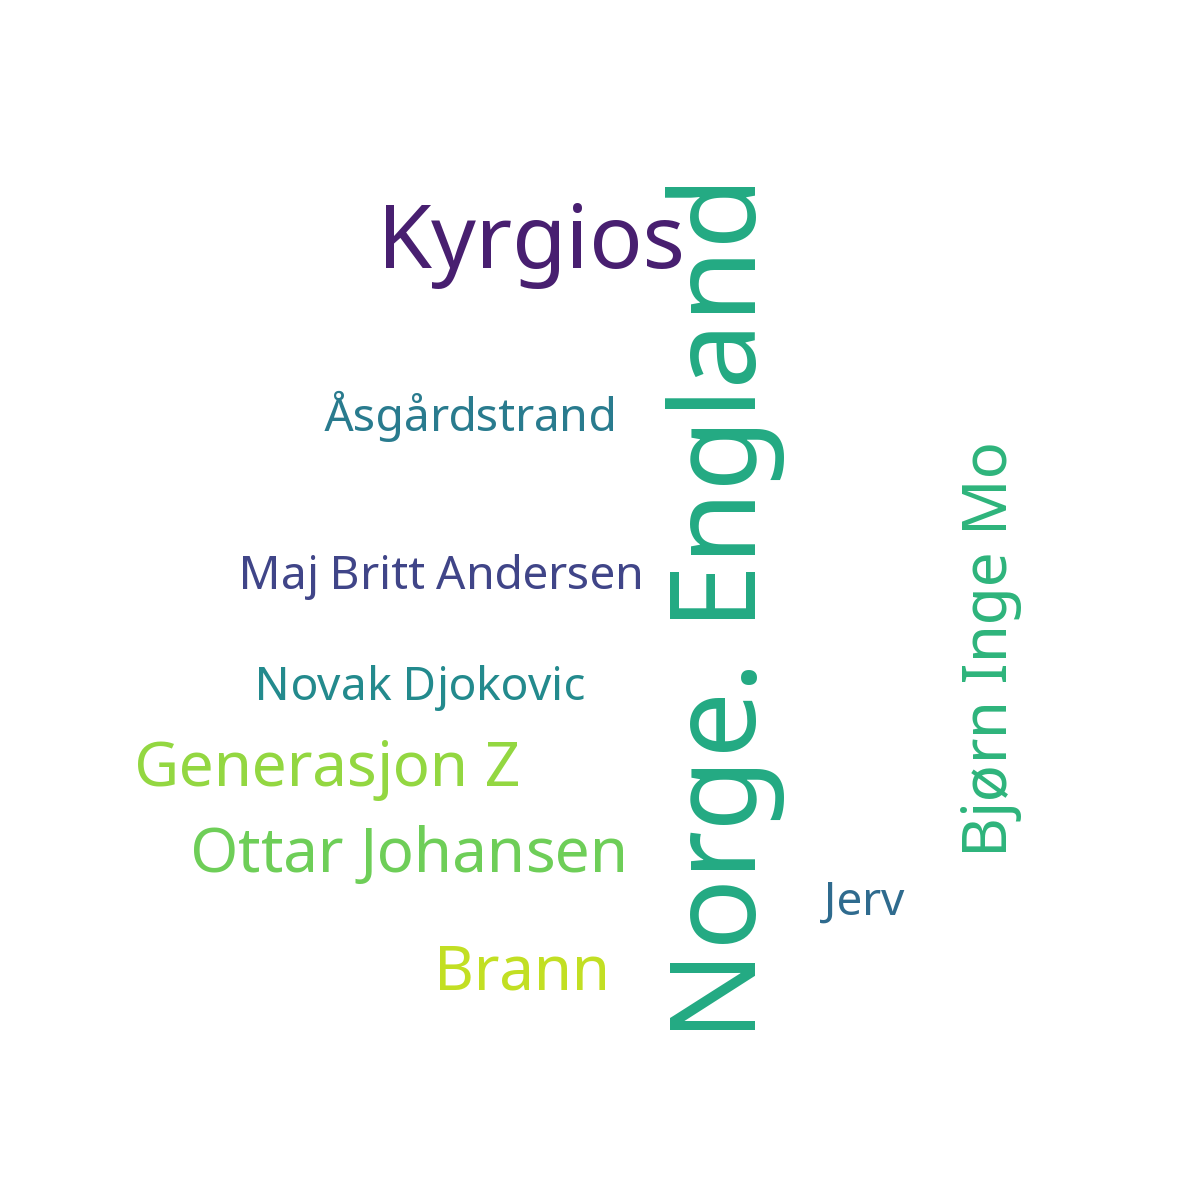 Kyrgios
Norge. England
Åsgårdstrand
Bjørn Inge Mo
Maj Britt Andersen
Novak Djokovic
Generasjon Z
Ottar Johansen
Jerv
Brann